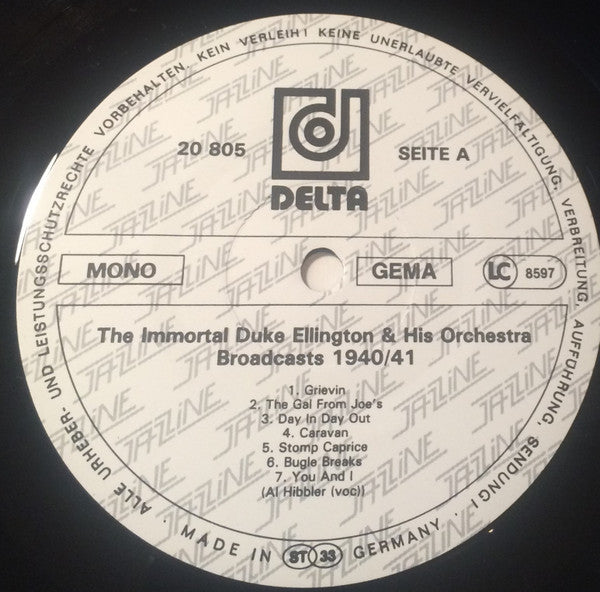 ALLE URHEBER- UND LEISTUNGSSCHUTZRECHTE VORBEHALTEN. KEIN VERLEIH! KEINE UNERLAUBTE VERVIELFÄLTIGUNG, VERBREITUNG, AUFFÜHRUNG, SENDUNG!
JAZZLINE
d
20 805
SEITE A
DELTA
MONO
GEMA
LC 8597
The Immortal Duke Ellington & His Orchestra
Broadcasts 1940/41
1. Grievin
2. The Gal From Joe's
3. Day In Day Out
4. Caravan
5. Stomp Caprice
6. Bugle Breaks
7. You And I
(Al Hibbler (voc))
· MADE IN ST 33 GERMANY ·